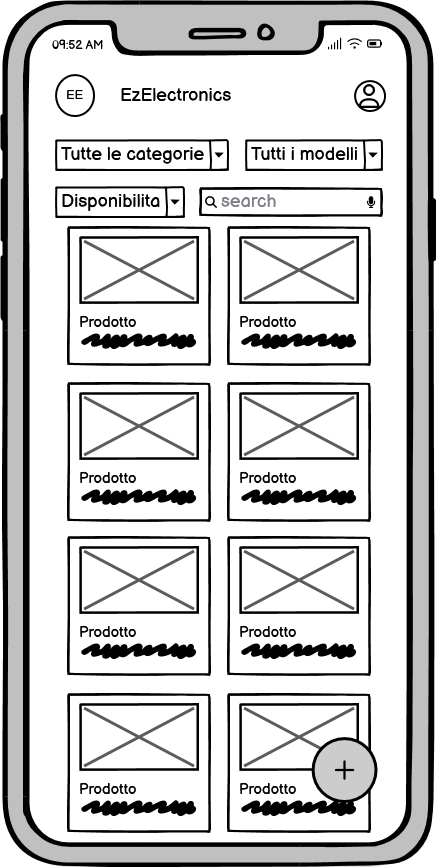 09:52 AM
EE
EzElectronics
Tutte le categorie
Tutti i modelli
Disponibilita
search
Prodotto
Prodotto
Prodotto
Prodotto
Prodotto
Prodotto
Prodotto
Prodotto
+